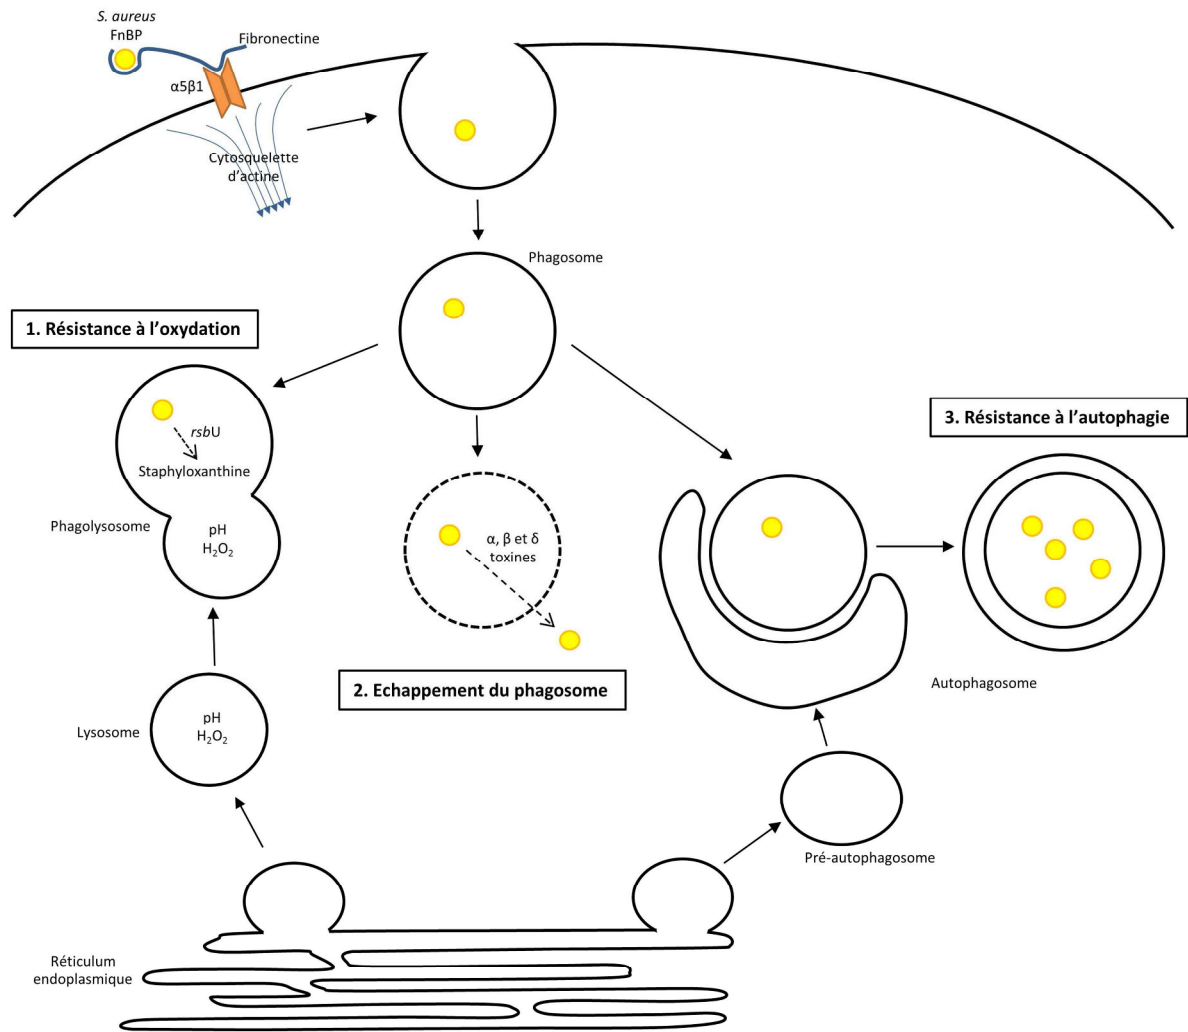 S. aureus
FnBP
Fibronectine
α5β1
Cytosquelette
d'actine
Phagosome
1. Résistance à l'oxydation
rsbU
Staphyloxanthine
Phagolysosome
pH
H₂O₂
α, β et δ
toxines
2. Echappement du phagosome
3. Résistance à l'autophagie
Autophagosome
Lysosome
pH
H₂O₂
Pré-autophagosome
Réticulum
endoplasmique